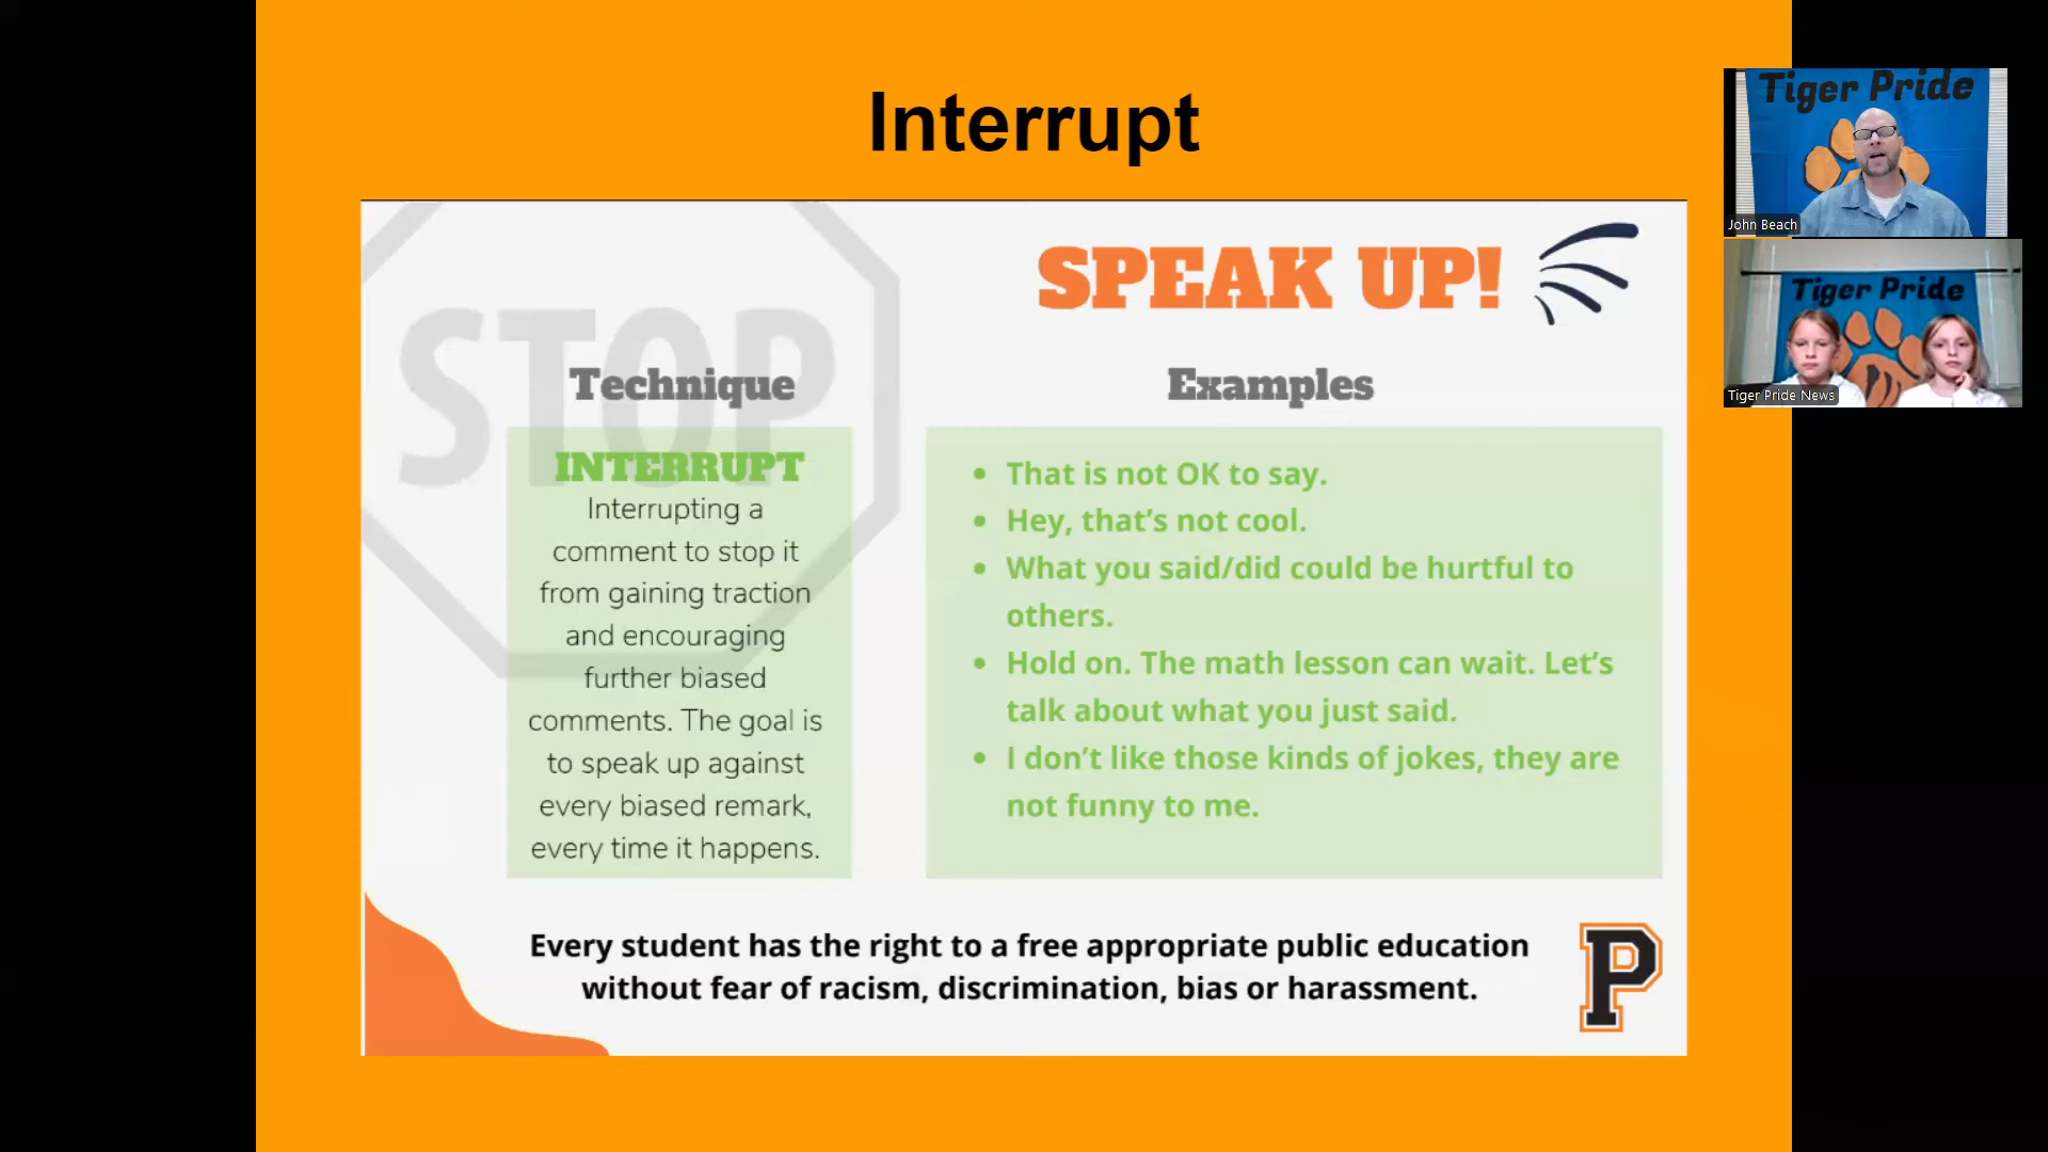 Interrupt
STOP
SPEAK UP!
Technique
Examples
INTERRUPT
Interrupting a
comment to stop it
from gaining traction
and encouraging
further biased
comments. The goal is
to speak up against
every biased remark,
every time it happens.
• That is not OK to say.
• Hey, that's not cool.
• What you said/did could be hurtful to
others.
• Hold on. The math lesson can wait. Let's
talk about what you just said.
• I don't like those kinds of jokes, they are
not funny to me.
Every student has the right to a free appropriate public education
without fear of racism, discrimination, bias or harassment.
P
Tiger Pride
John Beach
Tiger Pride
Tiger Pride News